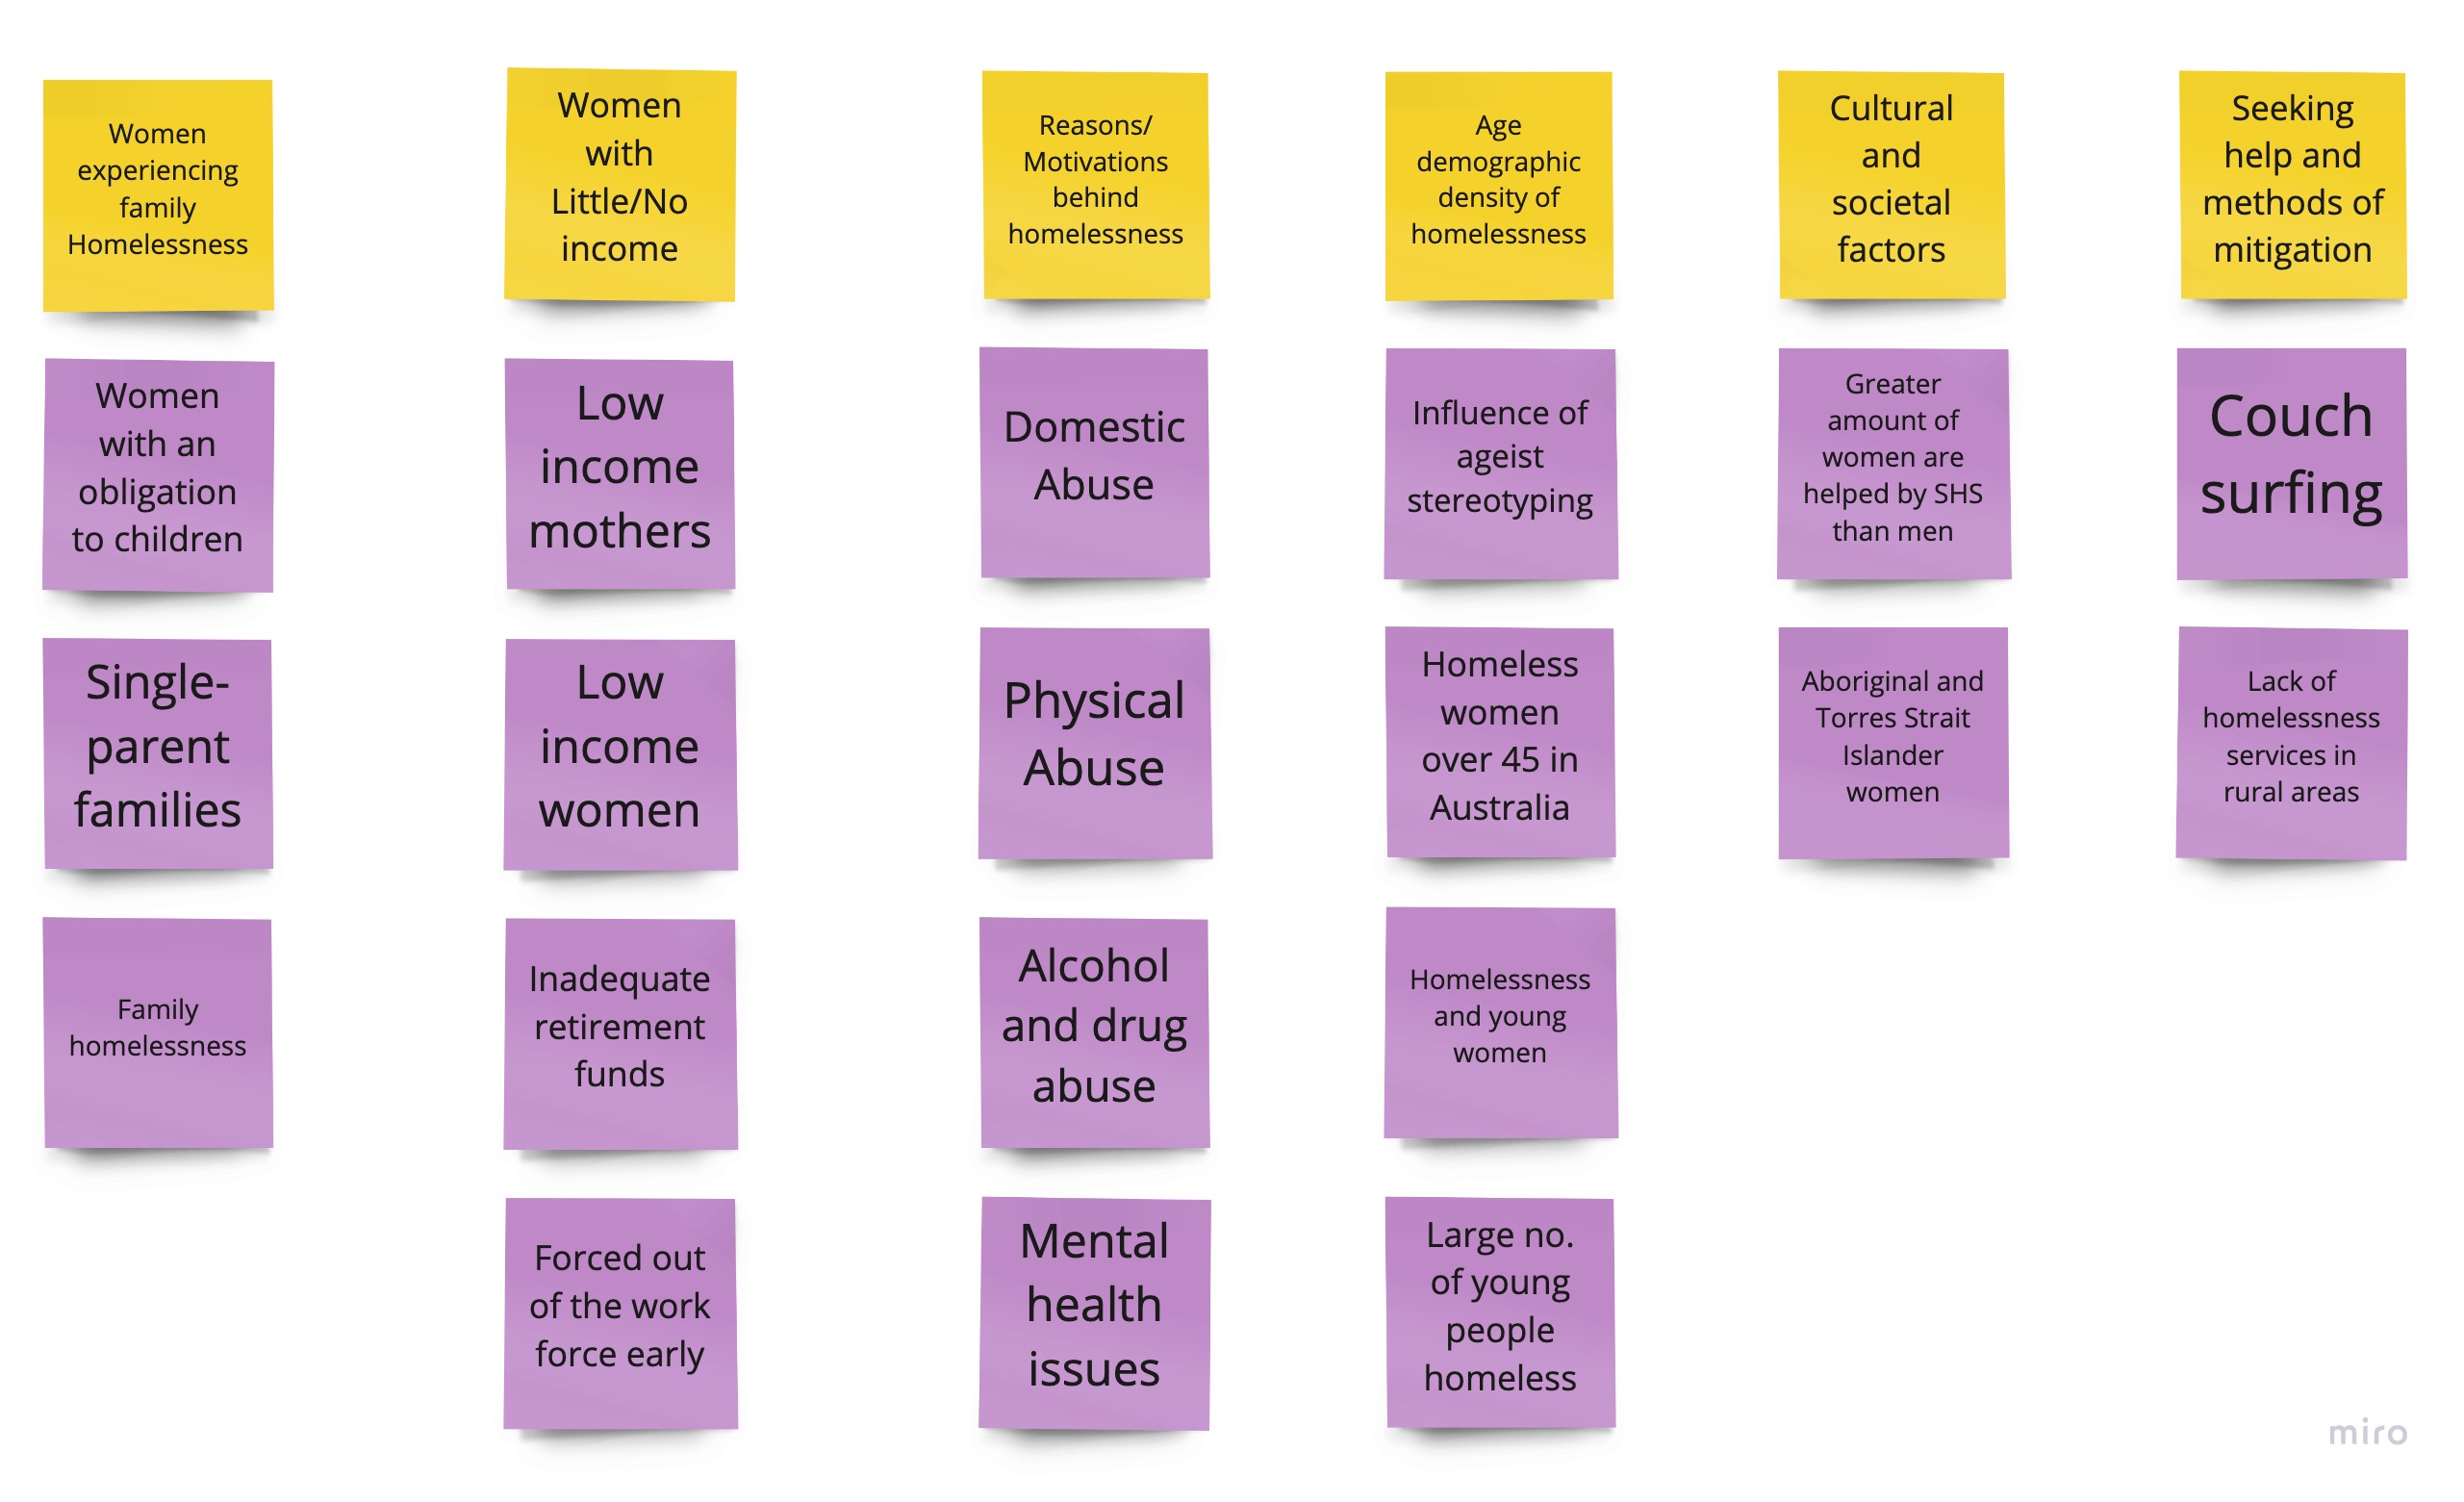 Women
experiencing
family
Homelessness
Women
with
Little/No
income
Reasons/
Motivations
behind
homelessness
Age
demographic
density of
homelessness
Cultural
and
societal
factors
Seeking
help and
methods of
mitigation
Women
with an
obligation
to children
Low
income
mothers
Domestic
Abuse
Influence of
ageist
stereotyping
Greater
amount of
women are
helped by SHS
than men
Couch
surfing
Single-
parent
families
Low
income
women
Physical
Abuse
Homeless
women
over 45 in
Australia
Aboriginal and
Torres Strait
Islander
women
Lack of
homelessness
services in
rural areas
Family
homelessness
Inadequate
retirement
funds
Alcohol
and drug
abuse
Homelessness
and young
women
Forced out
of the work
force early
Mental
health
issues
Large no.
of young
people
homeless
miro